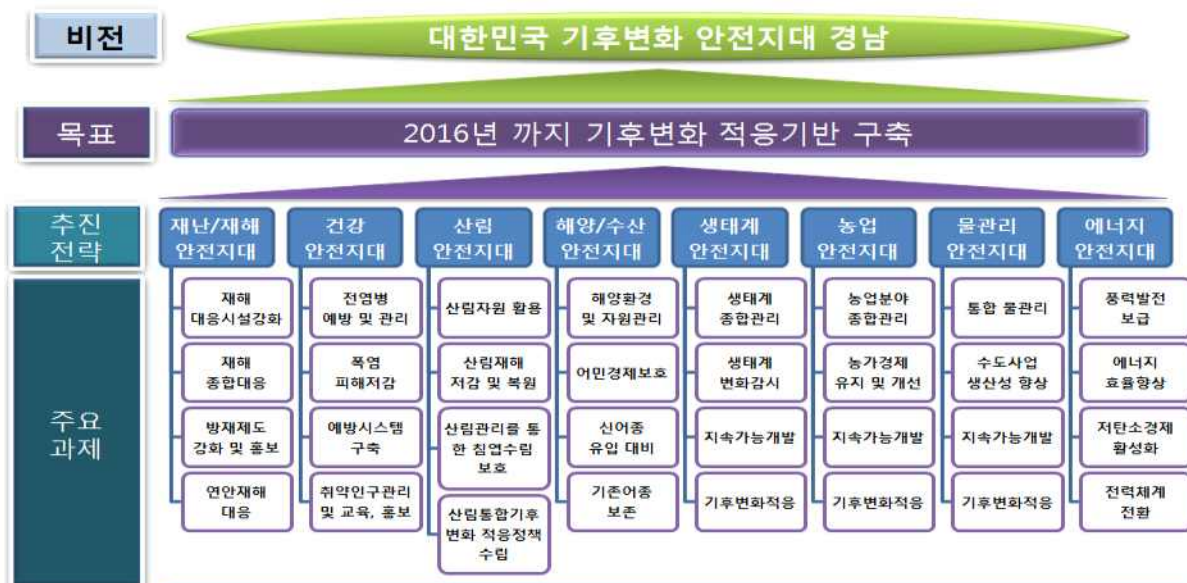 비전
대한민국 기후변화 안전지대 경남
목표
2016년 까지 기후변화 적응기반 구축
추진
전략
재난/재해
안전지대
건강
안전지대
산림
안전지대
해양/수산
안전지대
생태계
안전지대
농업
안전지대
물관리
안전지대
에너지
안전지대
주요
과제
재해
대응시설강화
재해
종합대응
방재제도
강화 및 홍보
연안재해
대응
전염병
예방 및 관리
폭염
피해저감
예방시스템
구축
취약인구관리
및 교육, 홍보
산림자원 활용
산림재해
저감 및 복원
산림관리를 통
한 침엽수림
보호
산림통합기후
변화 적응정책
수립
해양환경
및 자원관리
어민경제보호
신어종
유입 대비
기존어종
보존
생태계
종합관리
생태계
변화감시
지속가능개발
기후변화적응
농업분야
종합관리
농가경제
유지 및 개선
지속가능개발
기후변화적응
통합 물관리
수도사업
생산성 향상
지속가능개발
기후변화적응
풍력발전
보급
에너지
효율향상
저탄소경제
활성화
전력체계
전환